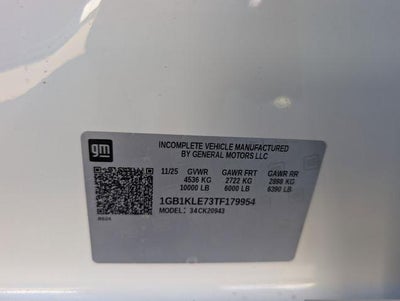 gm
INCOMPLETE VEHICLE MANUFACTURED
BY GENERAL MOTORS LLC
11/25 GVWR GAWR FRT GAWR RR
4536 KG 2722 KG 2898 KG
10000 LB 6000 LB 6390 LB
1GB1KLE73TF179954
MODEL: 34CK20943